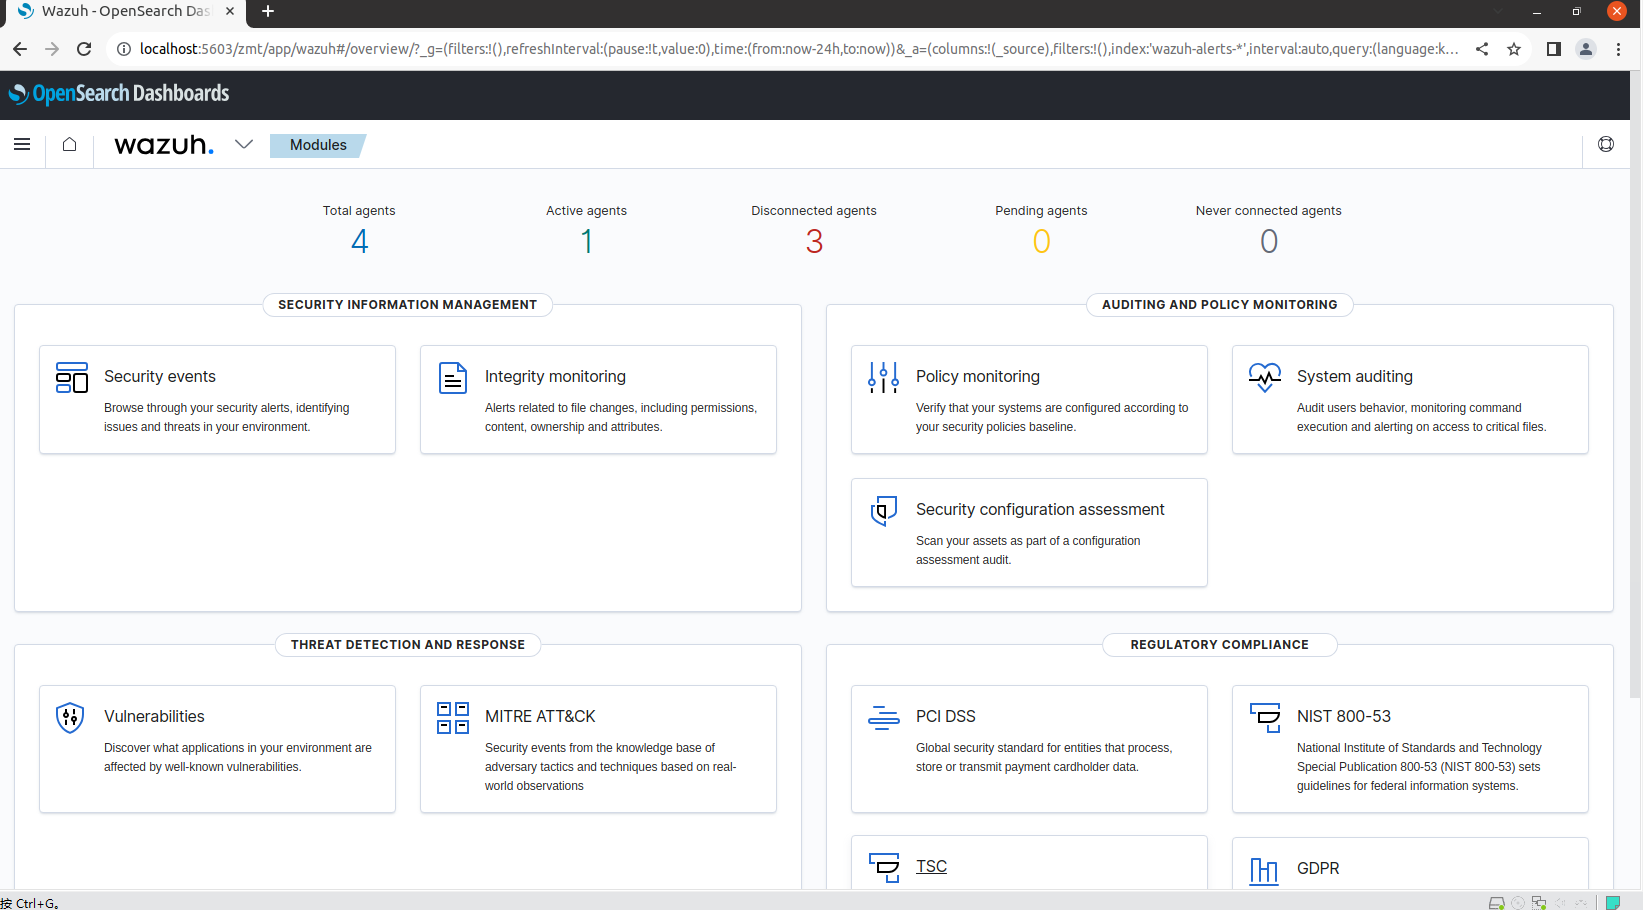 Wazuh - OpenSearch Das
localhost:5603/zmt/app/wazuh#/overview/?_g=(filters:!(),refreshInterval:(pause:!t,value:0),time:(from:now-24h,to:now))&_a=(columns:!(_source),filters:!(),index:'wazuh-alerts-*',interval:auto,query:(language:k...
OpenSearch Dashboards
wazuh.
Modules
Total agents
4
Active agents
1
Disconnected agents
3
Pending agents
0
Never connected agents
0
SECURITY INFORMATION MANAGEMENT
Security events
Browse through your security alerts, identifying
issues and threats in your environment.
Integrity monitoring
Alerts related to file changes, including permissions,
content, ownership and attributes.
AUDITING AND POLICY MONITORING
Policy monitoring
Verify that your systems are configured according to
your security policies baseline.
System auditing
Audit users behavior, monitoring command
execution and alerting on access to critical files.
Security configuration assessment
Scan your assets as part of a configuration
assessment audit.
THREAT DETECTION AND RESPONSE
Vulnerabilities
Discover what applications in your environment are
affected by well-known vulnerabilities.
MITRE ATT&CK
Security events from the knowledge base of
adversary tactics and techniques based on real-
world observations
REGULATORY COMPLIANCE
PCI DSS
Global security standard for entities that process,
store or transmit payment cardholder data.
NIST 800-53
National Institute of Standards and Technology
Special Publication 800-53 (NIST 800-53) sets
guidelines for federal information systems.
TSC
GDPR
按 Ctrl+G。